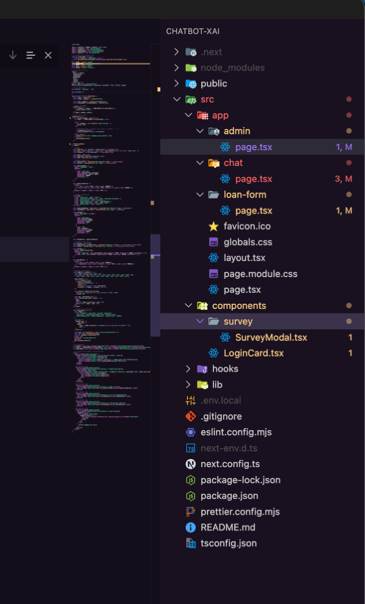 CHATBOT-XAI
.next
node_modules
public
src
app
admin
page.tsx 1, M
chat
page.tsx 3, M
loan-form
page.tsx 1, M
favicon.ico
globals.css
layout.tsx
page.module.css
page.tsx
components
survey
SurveyModal.tsx 1
LoginCard.tsx 1
hooks
lib
.env.local
.gitignore
eslint.config.mjs
next-env.d.ts
next.config.ts
package-lock.json
package.json
prettier.config.mjs
README.md
tsconfig.json